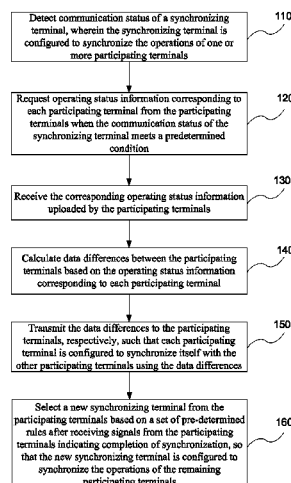 Detect communication status of a synchronizing
terminal, wherein the synchronizing terminal is
configured to synchronize the operations of one or
more participating terminals
110
Request operating status information corresponding to
each participating terminal from the participating
terminals when the communication status of the
synchronizing terminal meets a predetermined
condition
120
Receive the corresponding operating status information
uploaded by the participating terminals
130
Calculate data differences between the participating
terminals based on the operating status information
corresponding to each participating terminal
140
Transmit the data differences to the participating
terminals, respectively, such that each participating
terminal is configured to synchronize itself with the
other participating terminals using the data differences
150
Select a new synchronizing terminal from the
participating terminals based on a set of pre-determined
rules after receiving signals from the participating
terminals indicating completion of synchronization, so
that the new synchronizing terminal is configured to
synchronize the operations of the remaining
participating terminals
160